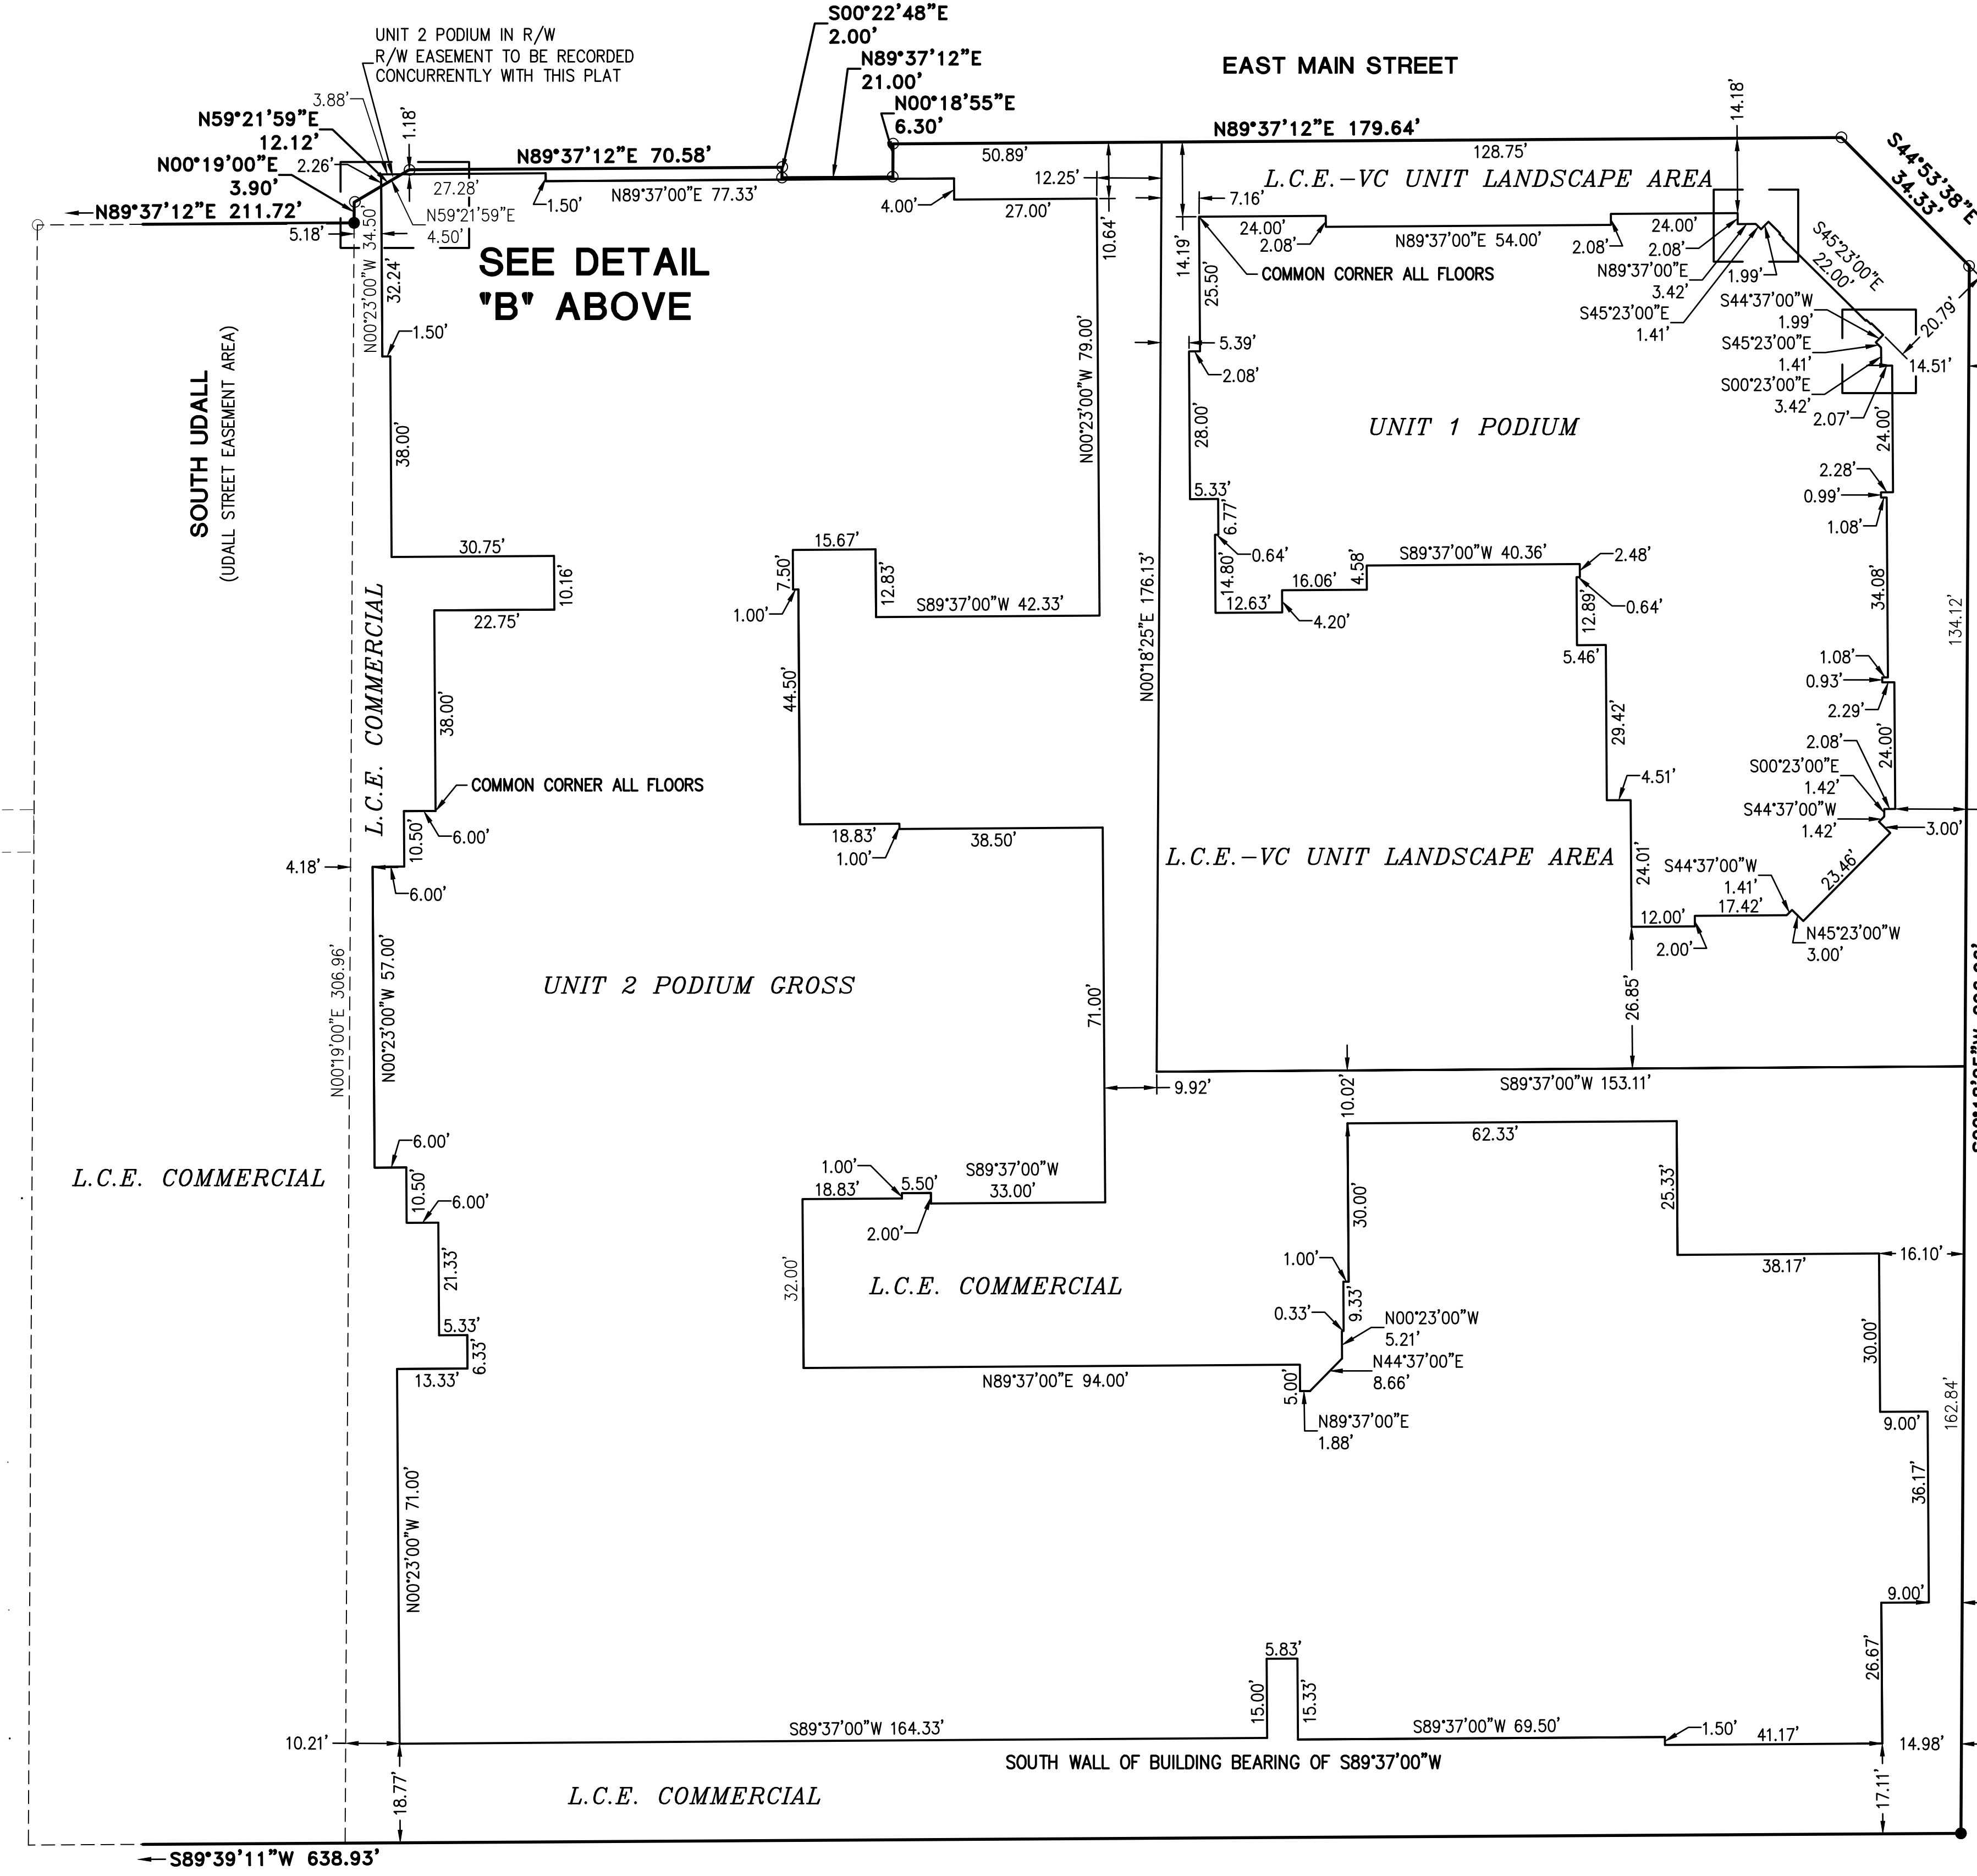 S00°22'48"E
2.00'
UNIT 2 PODIUM IN R/W
R/W EASEMENT TO BE RECORDED
CONCURRENTLY WITH THIS PLAT
N89°37'12"E
21.00'
EAST MAIN STREET
N00°18'55"E
6.30'
3.88'
1.18'
N59°21'59"E
12.12'
N00°19'00"E
3.90'
2.26'
N89°37'12"E 70.58'
N89°37'12"E 179.64'
14.18'
S44°53'38"E
34.33'
50.89'
128.75'
27.28'
1.50'
N89°37'00"E 77.33'
4.00'
27.00'
12.25'
10.64'
L.C.E.-VC UNIT LANDSCAPE AREA
N89°37'12"E 211.72'
5.18'
N00°23'00"W 34.50'
32.24'
N59°21'59"E
4.50'
SEE DETAIL
"B" ABOVE
7.16'
24.00'
2.08'
N89°37'00"E 54.00'
2.08'
24.00'
2.08'
14.19'
25.50'
COMMON CORNER ALL FLOORS
N89°37'00"E
3.42'
1.99'
S45°23'00"E
1.41'
S45°23'00"E
22.00'
S44°37'00"W
1.99'
S45°23'00"E
1.41'
S00°23'00"E
3.42'
20.79'
14.51'
2.07'
24.00'
SOUTH UDALL
(UDALL STREET EASEMENT AREA)
1.50'
38.00'
N00°23'00"W 79.00'
5.39'
2.08'
28.00'
UNIT 1 PODIUM
2.28'
0.99'
1.08'
34.08'
5.33'
6.77'
0.64'
14.80'
12.63'
4.20'
16.06'
4.58'
S89°37'00"W 40.36'
2.48'
0.64'
12.89'
5.46'
134.12'
30.75'
10.16'
22.75'
15.67'
7.50'
1.00'
12.83'
S89°37'00"W 42.33'
N00°18'25"E 176.13'
L.C.E. COMMERCIAL
38.00'
44.50'
29.42'
1.08'
0.93'
2.29'
24.00'
2.08'
S00°23'00"E
1.42'
S44°37'00"W
1.42'
3.00'
COMMON CORNER ALL FLOORS
6.00'
10.50'
4.18'
6.00'
18.83'
1.00'
38.50'
4.51'
L.C.E.-VC UNIT LANDSCAPE AREA
24.01'
23.46'
S44°37'00"W
1.41'
12.00'
17.42'
2.00'
N45°23'00"W
3.00'
N00°19'00"E 306.96'
N00°23'00"W 57.00'
UNIT 2 PODIUM GROSS
71.00'
26.85'
9.92'
10.02'
S89°37'00"W 153.11'
L.C.E. COMMERCIAL
6.00'
10.50'
6.00'
21.33'
5.33'
6.33'
13.33'
1.00'
18.83'
5.50'
S89°37'00"W
33.00'
2.00'
62.33'
25.33'
30.00'
1.00'
9.33'
0.33'
N00°23'00"W
5.21'
N44°37'00"E
8.66'
38.17'
16.10'
32.00'
L.C.E. COMMERCIAL
N89°37'00"E 94.00'
5.00'
N89°37'00"E
1.88'
30.00'
9.00'
162.84'
36.17'
9.00'
N00°23'00"W 71.00'
26.67'
5.83'
15.00'
15.33'
10.21'
S89°37'00"W 164.33'
S89°37'00"W 69.50'
1.50'
41.17'
14.98'
SOUTH WALL OF BUILDING BEARING OF S89°37'00"W
18.77'
L.C.E. COMMERCIAL
17.11'
S89°39'11"W 638.93'